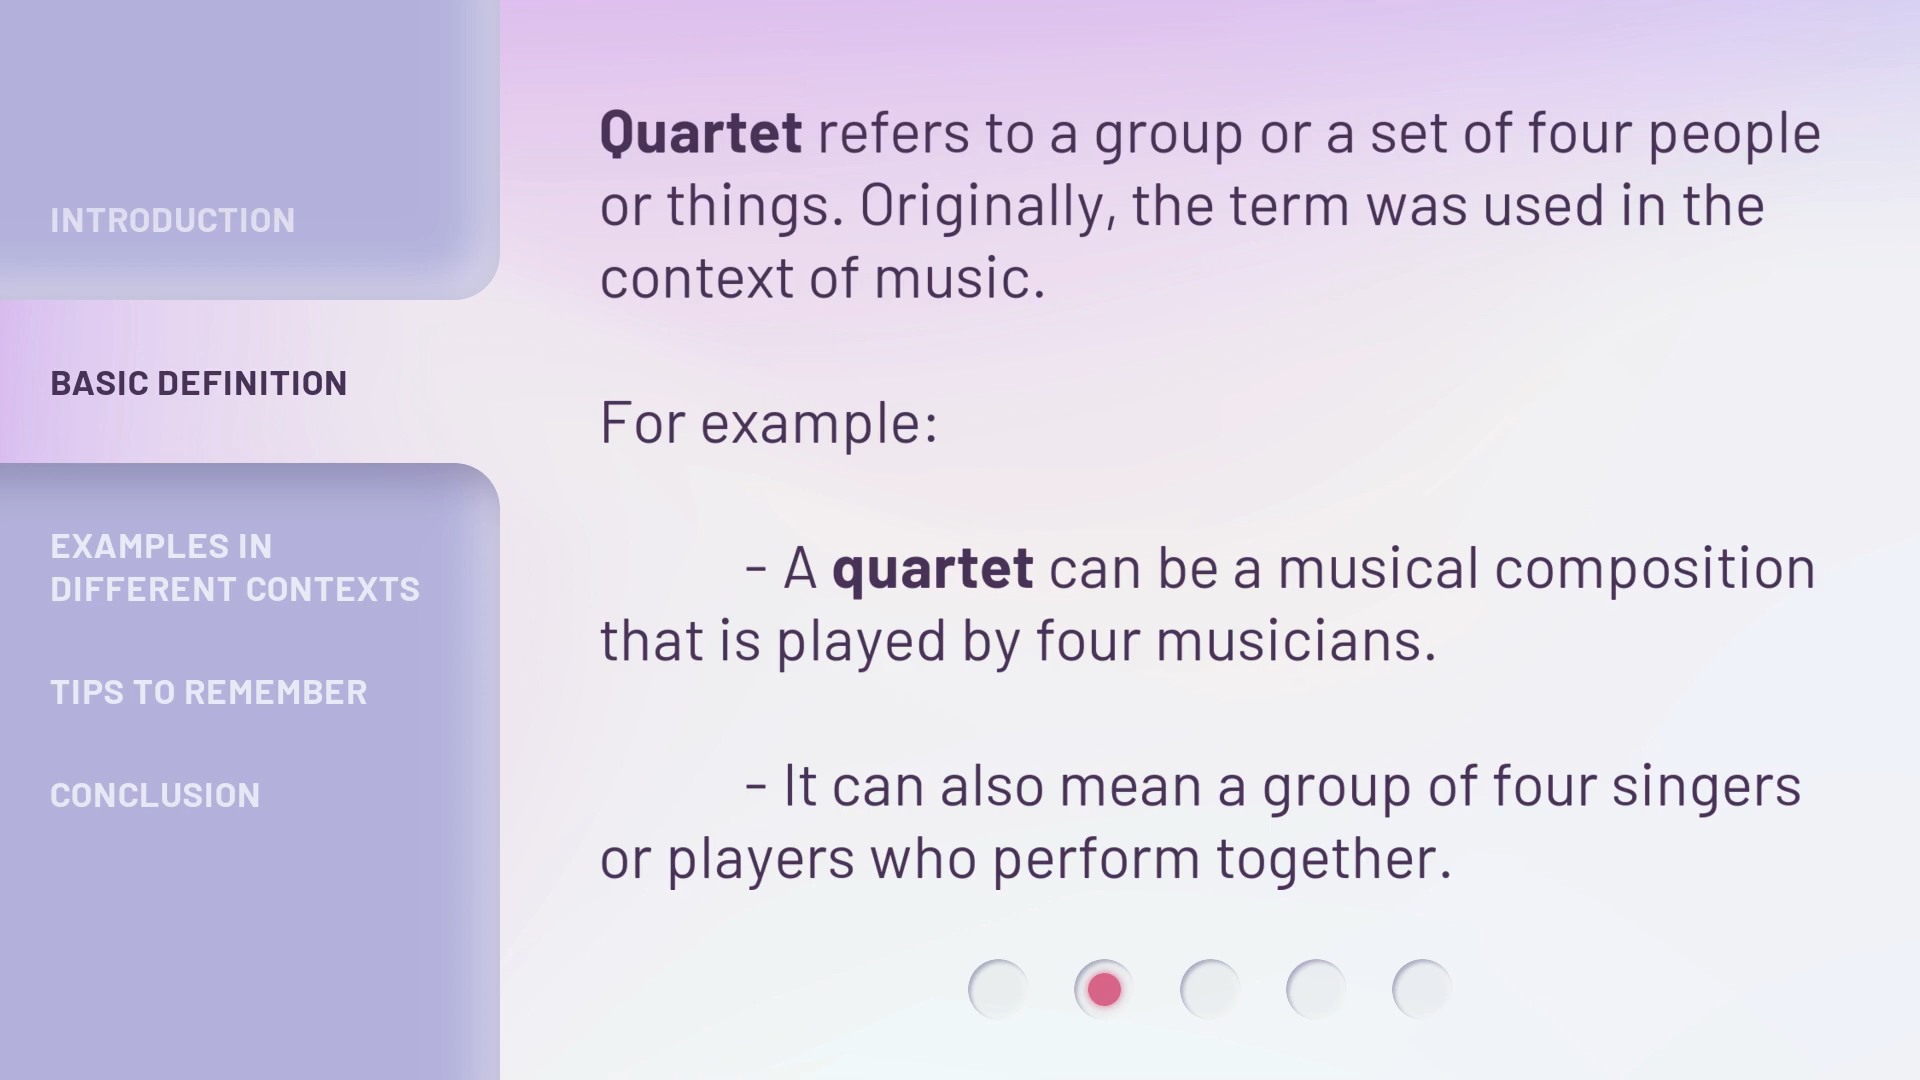 INTRODUCTION
BASIC DEFINITION
EXAMPLES IN
DIFFERENT CONTEXTS
TIPS TO REMEMBER
CONCLUSION
Quartet refers to a group or a set of four people
or things. Originally, the term was used in the
context of music.
For example:
- A quartet can be a musical composition
that is played by four musicians.
- It can also mean a group of four singers
or players who perform together.